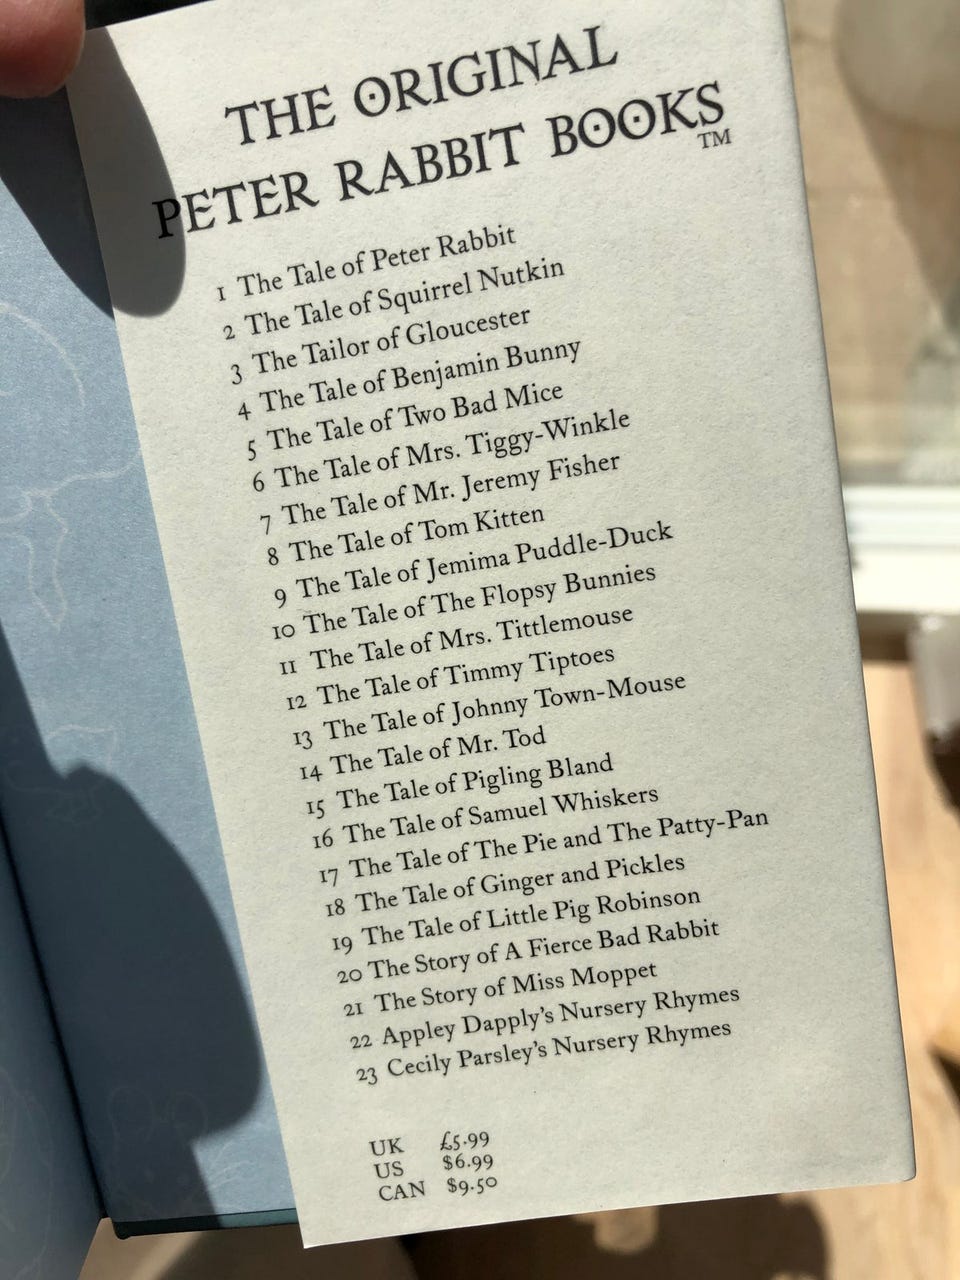 THE ORIGINAL
PETER RABBIT BOOKS
TM
1 The Tale of Peter Rabbit
2 The Tale of Squirrel Nutkin
3 The Tailor of Gloucester
4 The Tale of Benjamin Bunny
5 The Tale of Two Bad Mice
6 The Tale of Mrs. Tiggy-Winkle
7 The Tale of Mr. Jeremy Fisher
8 The Tale of Tom Kitten
9 The Tale of Jemima Puddle-Duck
10 The Tale of The Flopsy Bunnies
11 The Tale of Mrs. Tittlemouse
12 The Tale of Timmy Tiptoes
13 The Tale of Johnny Town-Mouse
14 The Tale of Mr. Tod
15 The Tale of Pigling Bland
16 The Tale of Samuel Whiskers
17 The Tale of The Pie and The Patty-Pan
18 The Tale of Ginger and Pickles
19 The Tale of Little Pig Robinson
20 The Story of A Fierce Bad Rabbit
21 The Story of Miss Moppet
22 Appley Dapply's Nursery Rhymes
23 Cecily Parsley's Nursery Rhymes
UK £5.99
US $6.99
CAN $9.50